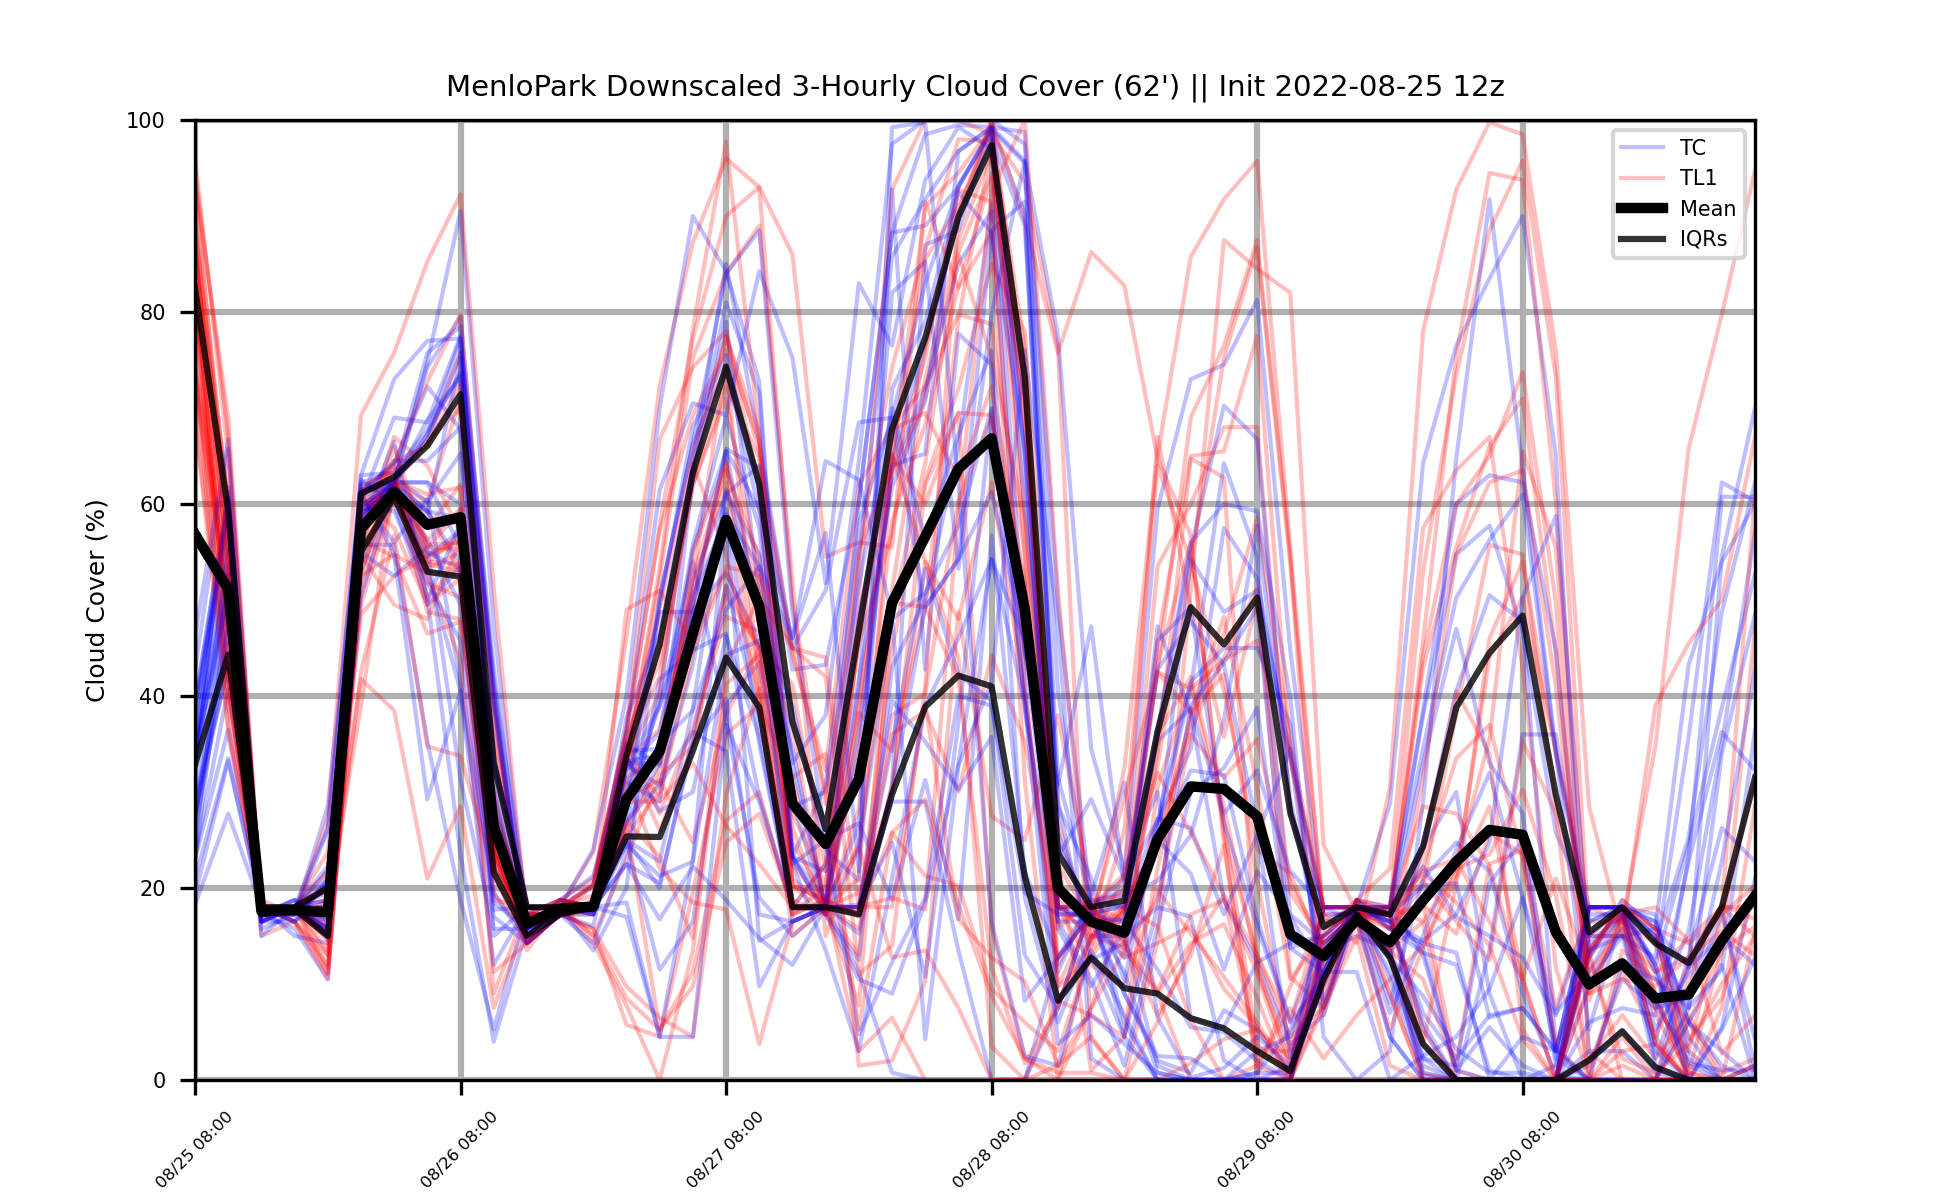 MenloPark Downscaled 3-Hourly Cloud Cover (62') || Init 2022-08-25 12z
TC
TL1
Mean
IQRs
Cloud Cover (%)
100
80
60
40
20
0
08/25 08:00
08/26 08:00
08/27 08:00
08/28 08:00
08/29 08:00
08/30 08:00